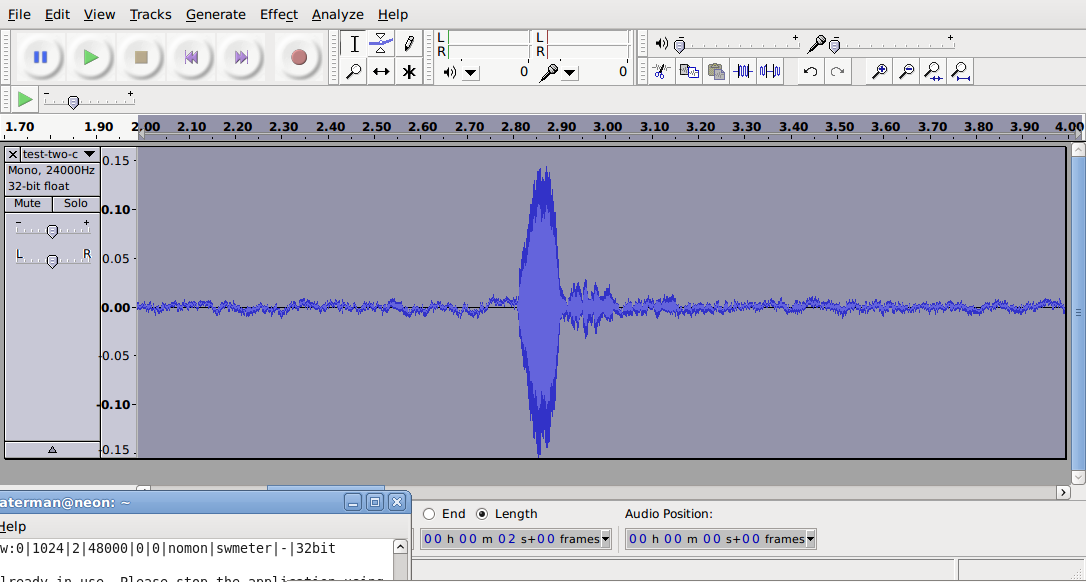 File Edit View Tracks Generate Effect Analyze Help
L
R
L
R
0
0
1.70 1.90 2.00 2.10 2.20 2.30 2.40 2.50 2.60 2.70 2.80 2.90 3.00 3.10 3.20 3.30 3.40 3.50 3.60 3.70 3.80 3.90 4.00
test-two-c
Mono, 24000Hz
32-bit float
Mute Solo
L R
0.15
0.10
0.05
0.00
-0.05
-0.10
-0.15
aterman@neon: ~
Help
w:0|1024|2|48000|0|0|nomon|swmeter|-|32bit
lready in use. Please stop the application using
End Length Audio Position:
00 h 00 m 02 s+00 frames 00 h 00 m 00 s+00 frames